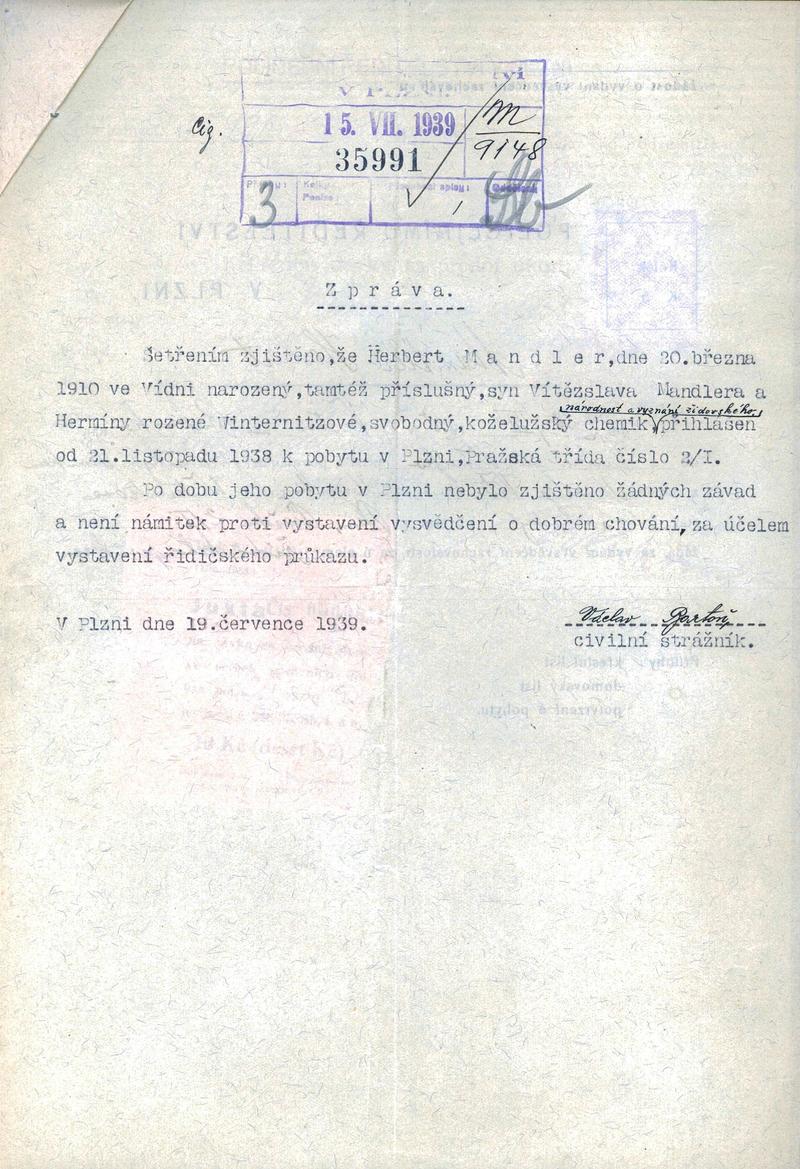 15. VII. 1939
35991
M
9148
3
Z p r á v a.
Šetřením zjištěno,že Herbert M a n d l e r,dne 20.března
1910 ve Vídni narozený,tamtéž příslušný,syn Vítězslava Mandlera a
národnost a vyznání židovského,
Hermíny rozené Winternitzové,svobodný,koželužský chemik,přihlášen
od 21.listopadu 1938 k pobytu v Plzni,Pražská třída číslo 2/I.
Po dobu jeho pobytu v Plzni nebylo zjištěno žádných závad
a není námitek proti vystavení vysvědčení o dobrém chování, za účelem
vystavení řidičského průkazu.
V Plzni dne 19.července 1939.
Václav Bartoň
civilní strážník.